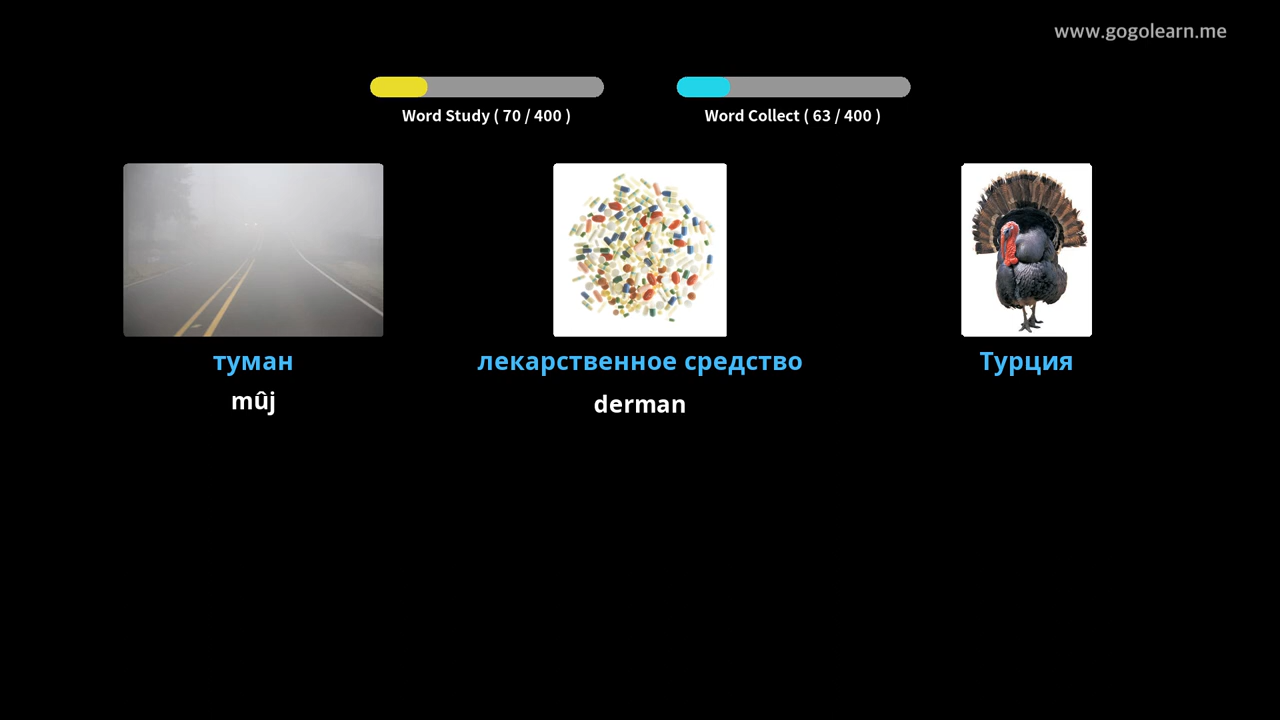 www.gogolearn.me
Word Study ( 70 / 400 )
Word Collect ( 63 / 400 )
туман
лекарственное средство
Турция
mûj
derman